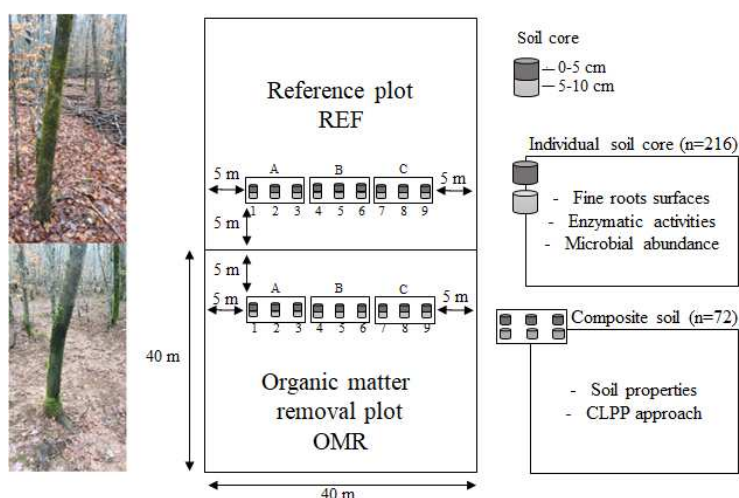 Reference plot
REF
5 m
A B C
5 m
1 2 3 4 5 6 7 8 9
5 m
5 m
A B C
5 m
5 m
1 2 3 4 5 6 7 8 9
40 m
Organic matter
removal plot
OMR
40 m
Soil core
0-5 cm
5-10 cm
Individual soil core (n=216)
- Fine roots surfaces
- Enzymatic activities
- Microbial abundance
Composite soil (n=72)
- Soil properties
- CLPP approach